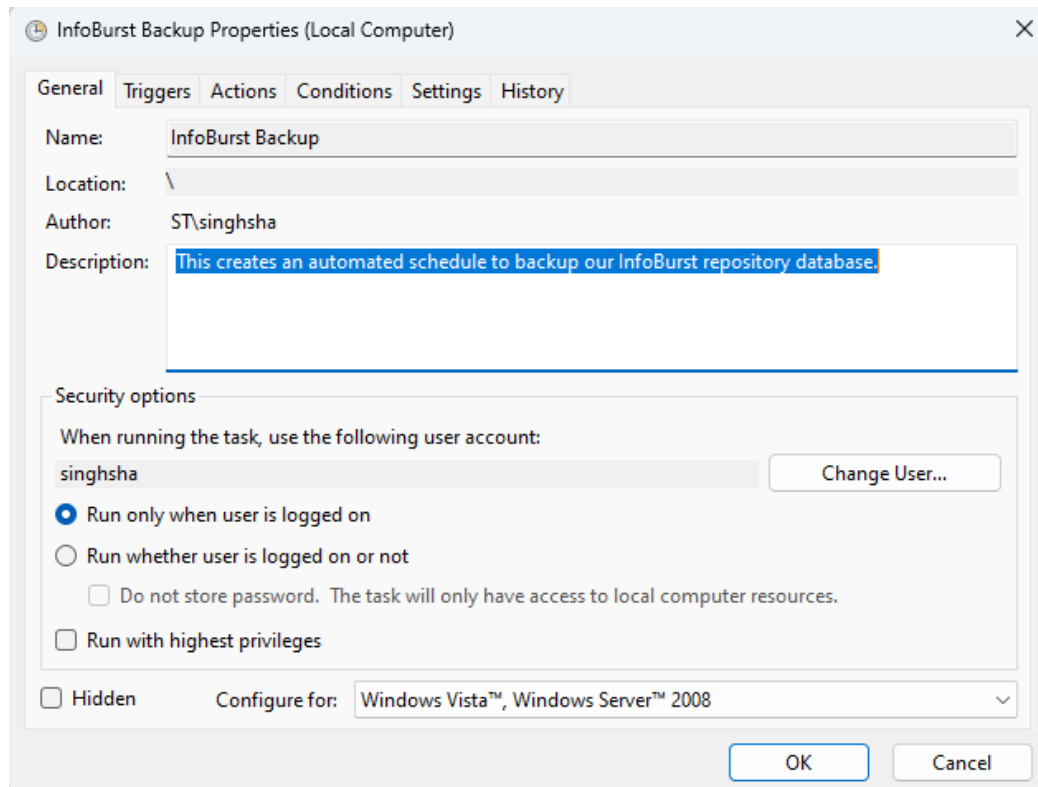 InfoBurst Backup Properties (Local Computer)
General Triggers Actions Conditions Settings History
Name: InfoBurst Backup
Location: \
Author: ST\singhsha
Description: This creates an automated schedule to backup our InfoBurst repository database.
Security options
When running the task, use the following user account:
singhsha Change User...
Run only when user is logged on
Run whether user is logged on or not
Do not store password. The task will only have access to local computer resources.
Run with highest privileges
Hidden Configure for: Windows Vista™, Windows Server™ 2008
OK Cancel